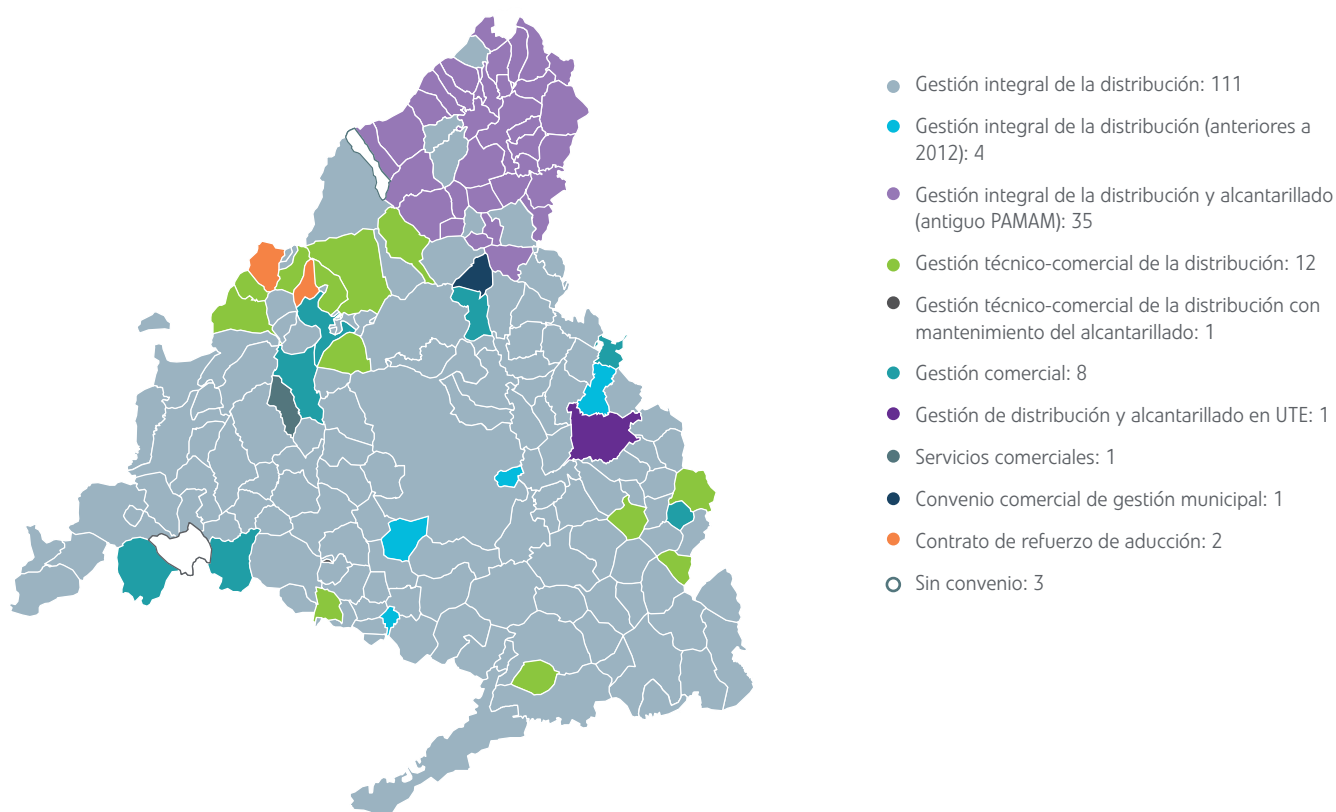 Gestión integral de la distribución: 111
Gestión integral de la distribución (anteriores a
2012): 4
Gestión integral de la distribución y alcantarillado
(antiguo PAMAM): 35
Gestión técnico-comercial de la distribución: 12
Gestión técnico-comercial de la distribución con
mantenimiento del alcantarillado: 1
Gestión comercial: 8
Gestión de distribución y alcantarillado en UTE: 1
Servicios comerciales: 1
Convenio comercial de gestión municipal: 1
Contrato de refuerzo de aducción: 2
Sin convenio: 3